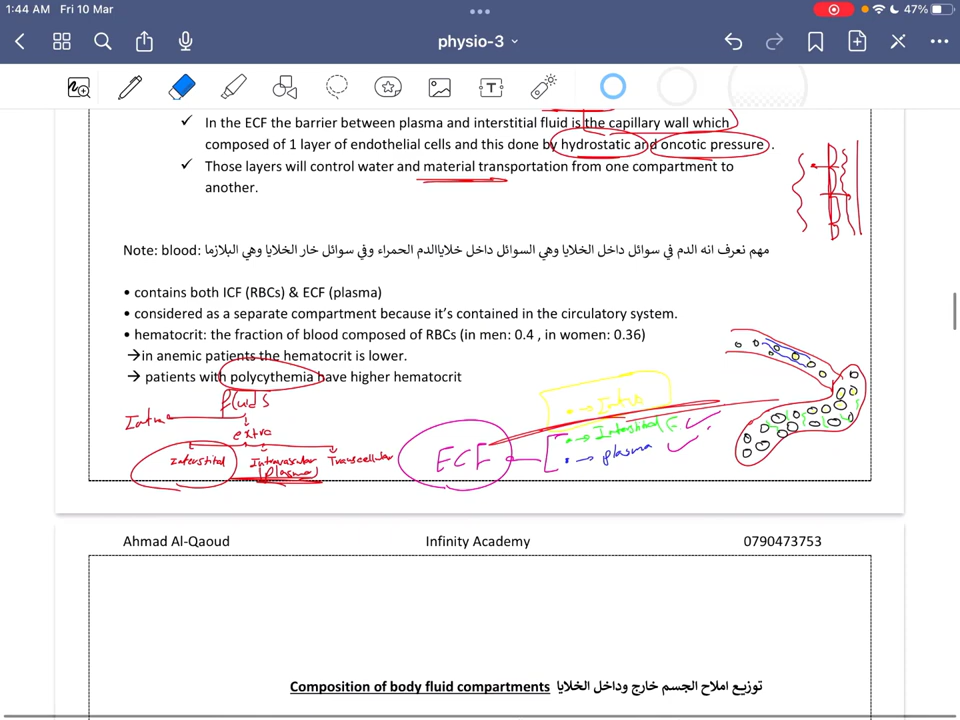 1:44 AM Fri 10 Mar
47%
physio-3
✓ In the ECF the barrier between plasma and interstitial fluid is the capillary wall which
composed of 1 layer of endothelial cells and this done by hydrostatic and oncotic pressure .
✓ Those layers will control water and material transportation from one compartment to
another.
Note: blood: مهم نعرف انه الدم في سوائل داخل الخلايا وهي السوائل داخل خلاياالدم الحمراء وفي سوائل خار الخلايا وهي البلازما
• contains both ICF (RBCs) & ECF (plasma)
• considered as a separate compartment because it's contained in the circulatory system.
• hematocrit: the fraction of blood composed of RBCs (in men: 0.4 , in women: 0.36)
→in anemic patients the hematocrit is lower.
→ patients with polycythemia have higher hematocrit
fluids
Intra
extra
Interstital
Intravascular
(plasma)
Transcellular
ECF
• → Intra
• → Interstital F.
• → plasma
Ahmad Al-Qaoud
Infinity Academy
0790473753
Composition of body fluid compartments توزيع املاح الجسم خارج وداخل الخلايا